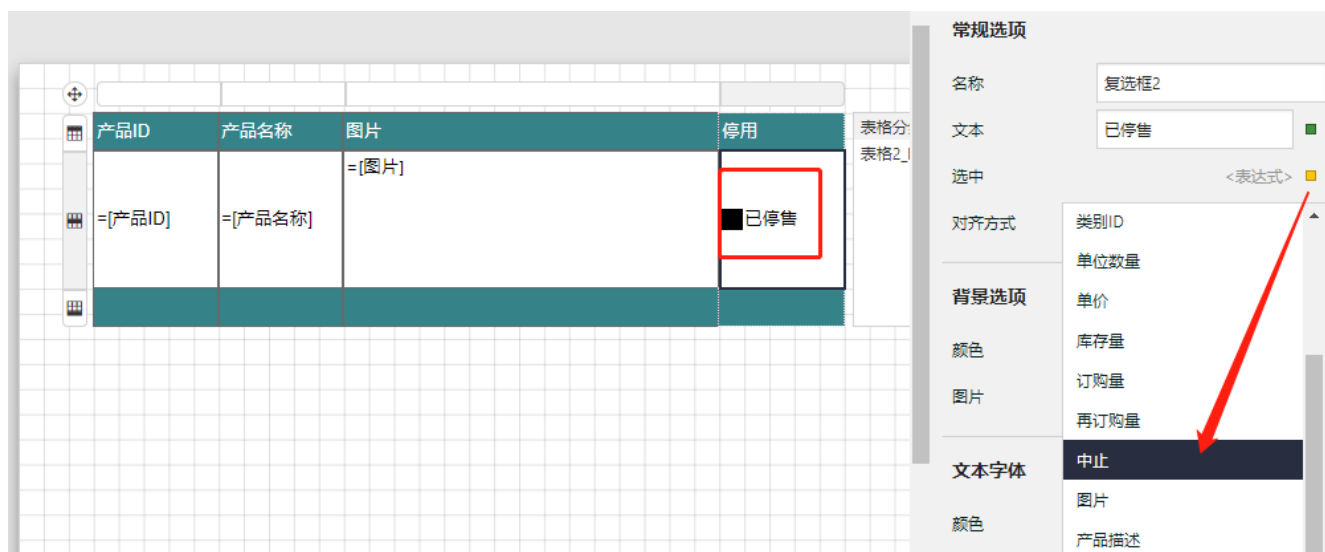 产品ID 产品名称 图片 停用
=[产品ID] =[产品名称] =[图片] 已停售
表格分
表格2_
常规选项
名称 复选框2
文本 已停售
选中 <表达式>
对齐方式
类别ID
单位数量
单价
库存量
订购量
再订购量
中止
图片
产品描述
背景选项
颜色
图片
文本字体
颜色